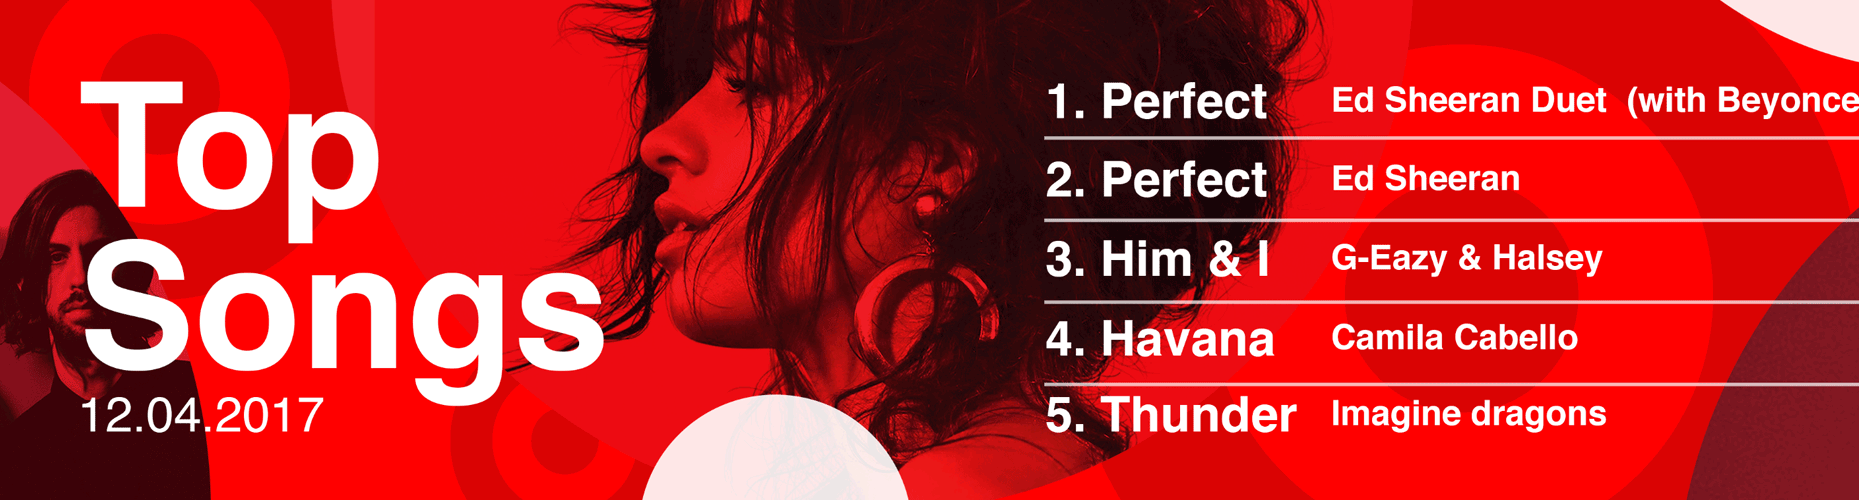 Top
Songs
12.04.2017
1. Perfect Ed Sheeran Duet (with Beyonce
2. Perfect Ed Sheeran
3. Him & I G-Eazy & Halsey
4. Havana Camila Cabello
5. Thunder Imagine dragons